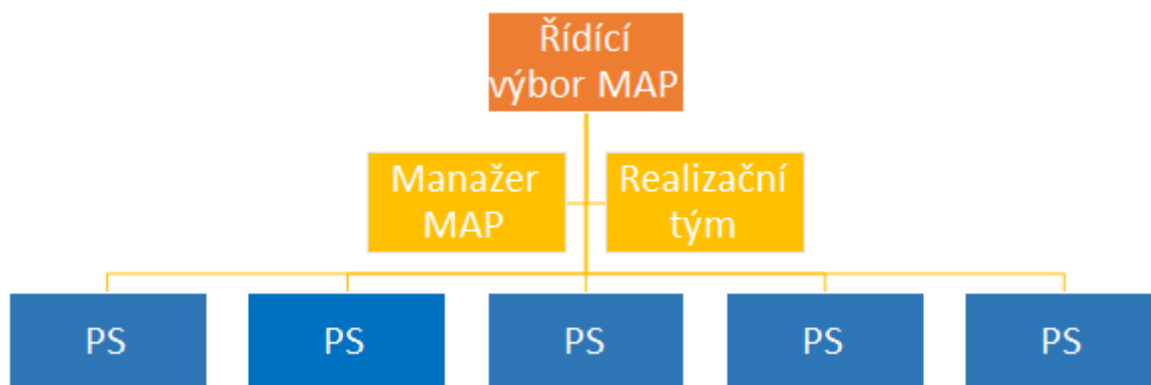 Řídící
výbor MAP
Manažer
MAP
Realizační
tým
PS
PS
PS
PS
PS